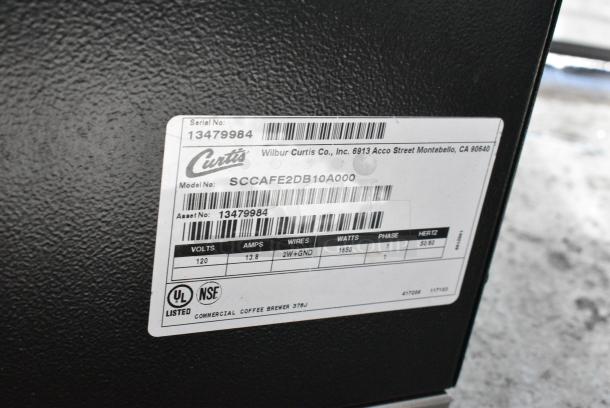 Serial No:
13479984
Curtis Wilbur Curtis Co., Inc. 6913 Acco Street Montebello, CA 90640
Model No: SCCAFE2DB10A000
Asset No: 13479984
VOLTS AMPS WIRES WATTS PHASE HERTZ
120 13.8 2W+GND 1650 1 50/60
UL LISTED NSF
COMMERCIAL COFFEE BREWER 378J